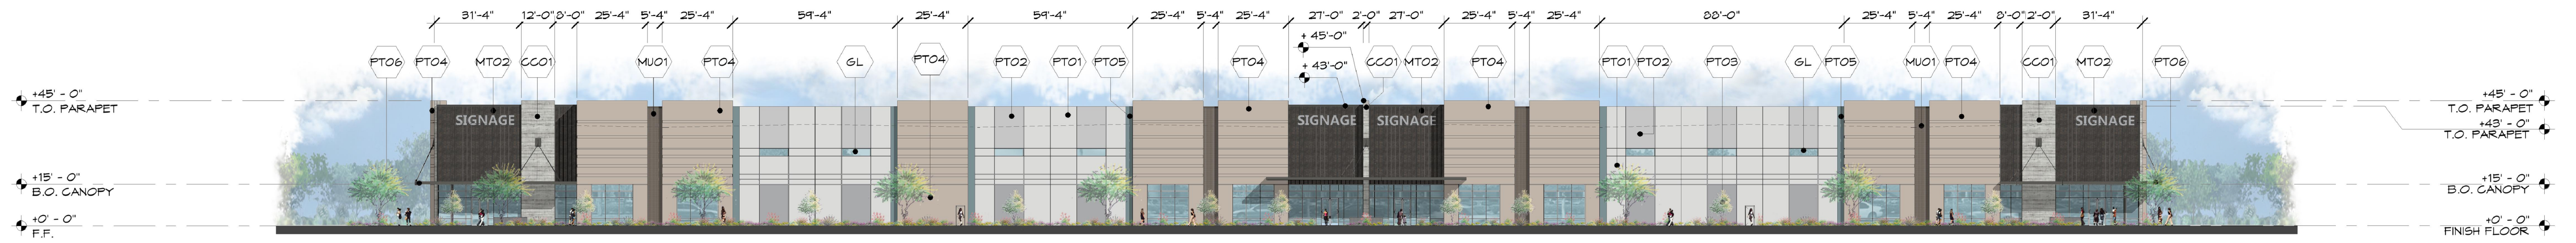 31'-4" 12'-0" 8'-0" 25'-4" 5'-4" 25'-4" 59'-4" 25'-4" 59'-4" 25'-4" 5'-4" 25'-4" 27'-0" 2'-0" 27'-0" 25'-4" 5'-4" 25'-4" 88'-0" 25'-4" 5'-4" 25'-4" 8'-0" 12'-0" 31'-4"
+ 45'-0"
PT06 PT04 MT02 CC01 MU01 PT04 GL PT04 PT02 PT01 PT05 PT04 CC01 MT02 PT04 PT01 PT02 PT03 GL PT05 MU01 PT04 CC01 MT02 PT06
+ 43'-0"
+45' - 0" +45' - 0"
T.O. PARAPET T.O. PARAPET
SIGNAGE SIGNAGE SIGNAGE SIGNAGE
+43' - 0"
T.O. PARAPET
+15' - 0" +15' - 0"
B.O. CANOPY B.O. CANOPY
+0' - 0" +0' - 0"
F.F. FINISH FLOOR